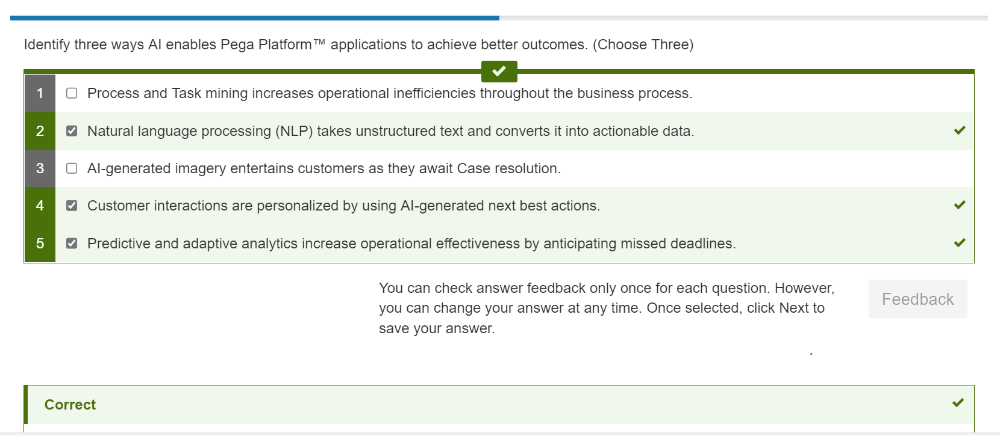 Identify three ways AI enables Pega Platform™ applications to achieve better outcomes. (Choose Three)
1 Process and Task mining increases operational inefficiencies throughout the business process.
2 Natural language processing (NLP) takes unstructured text and converts it into actionable data.
3 AI-generated imagery entertains customers as they await Case resolution.
4 Customer interactions are personalized by using AI-generated next best actions.
5 Predictive and adaptive analytics increase operational effectiveness by anticipating missed deadlines.
You can check answer feedback only once for each question. However,
you can change your answer at any time. Once selected, click Next to
save your answer.
Feedback
Correct